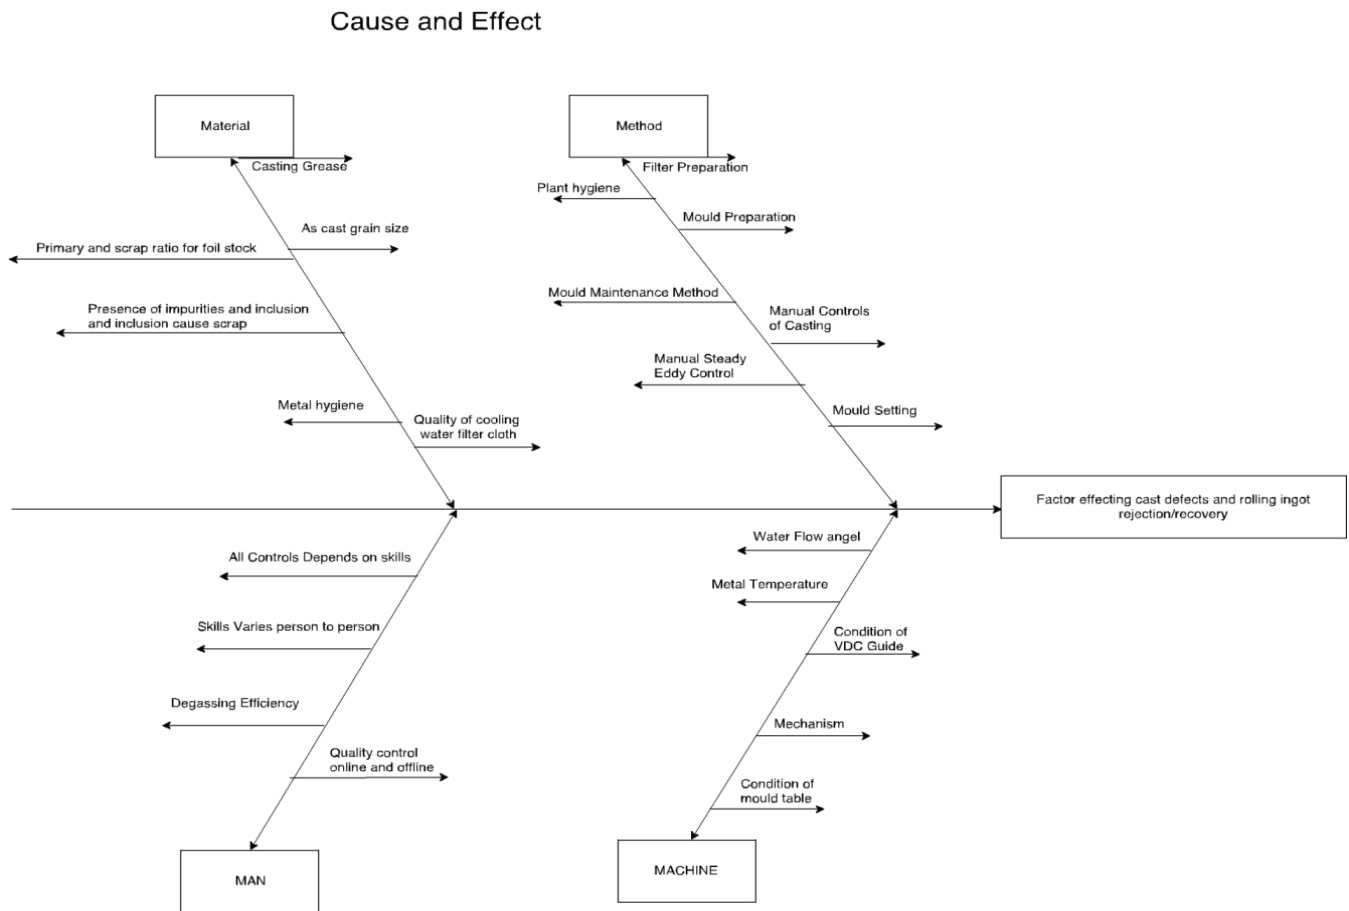 Cause and Effect
Material
Method
Casting Grease
Filter Preparation
Plant hygiene
Mould Preparation
As cast grain size
Primary and scrap ratio for foil stock
Mould Maintenance Method
Presence of impurities and inclusion
and inclusion cause scrap
Manual Controls
of Casting
Manual Steady
Eddy Control
Metal hygiene
Quality of cooling
water filter cloth
Mould Setting
Factor effecting cast defects and rolling ingot
rejection/recovery
Water Flow angel
All Controls Depends on skills
Metal Temperature
Skills Varies person to person
Condition of
VDC Guide
Degassing Efficiency
Mechanism
Quality control
online and offline
Condition of
mould table
MAN
MACHINE